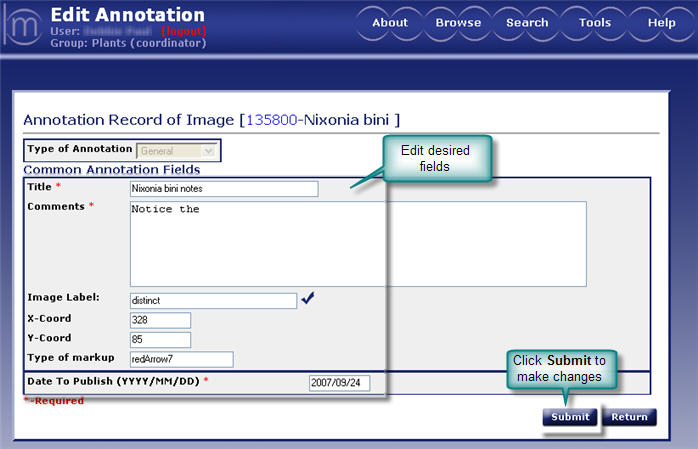 m
Edit Annotation
User: [logout]
Group: Plants (coordinator)
About Browse Search Tools Help
Annotation Record of Image [135800-Nixonia bini ]
Type of Annotation General
Common Annotation Fields
Edit desired
fields
Title * Nixonia bini notes
Comments * Notice the
Image Label: distinct
X-Coord 328
Y-Coord 85
Type of markup redArrow7
Date To Publish (YYYY/MM/DD) * 2007/09/24
*-Required
Click Submit to
make changes
Submit Return